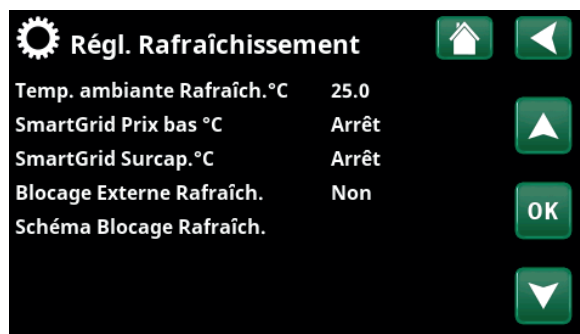 Régl. Rafraîchissement
Temp. ambiante Rafraîch.°C 25.0
SmartGrid Prix bas °C Arrêt
SmartGrid Surcap.°C Arrêt
Blocage Externe Rafraîch. Non
Schéma Blocage Rafraîch.
OK